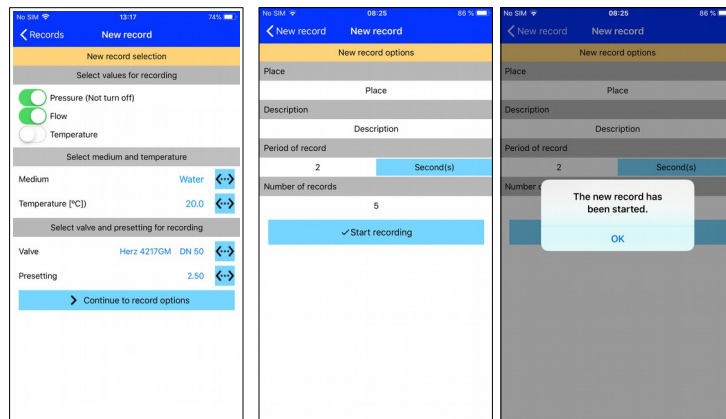 No SIM 13:17 74%
Records New record
New record selection
Select values for recording
Pressure (Not turn off)
Flow
Temperature
Select medium and temperature
Medium Water
Temperature [ºC]) 20.0
Select valve and presetting for recording
Valve Herz 4217GM DN 50
Presetting 2.50
Continue to record options
No SIM 08:25 86 %
New record New record
New record options
Place
Place
Description
Description
Period of record
2 Second(s)
Number of records
5
Start recording
No SIM 08:25 86 %
New record New record
New record options
Place
Place
Description
Description
Period of record
2 Second(s)
Number
The new record has
been started.
OK